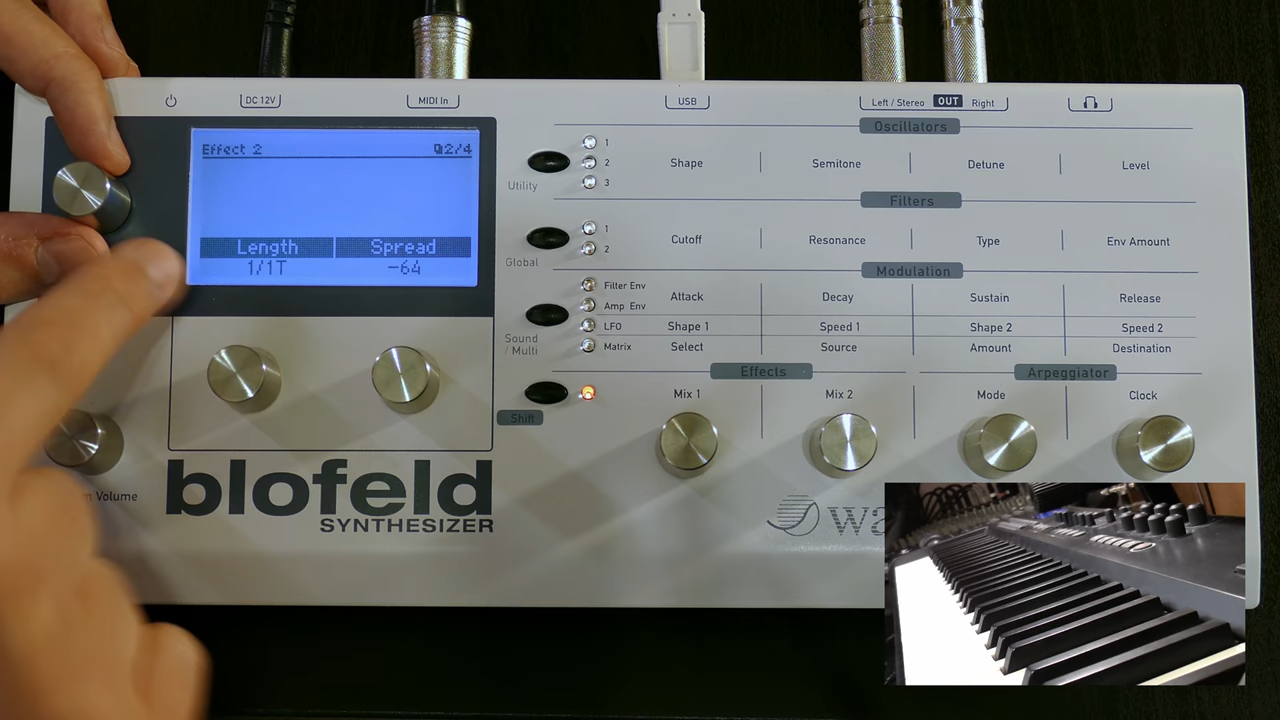 DC 12V
MIDI In
USB
Left / Stereo OUT Right
Effect 2 2/4
Length Spread
1/1T -64
Oscillators
1
2
3
Utility
Shape Semitone Detune Level
Filters
1
2
Global
Cutoff Resonance Type Env Amount
Modulation
Filter Env
Amp Env
LFO
Matrix
Sound
/ Multi
Attack Decay Sustain Release
Shape 1 Speed 1 Shape 2 Speed 2
Select Source Amount Destination
Effects Arpeggiator
Shift
Mix 1 Mix 2 Mode Clock
Volume
blofeld
SYNTHESIZER